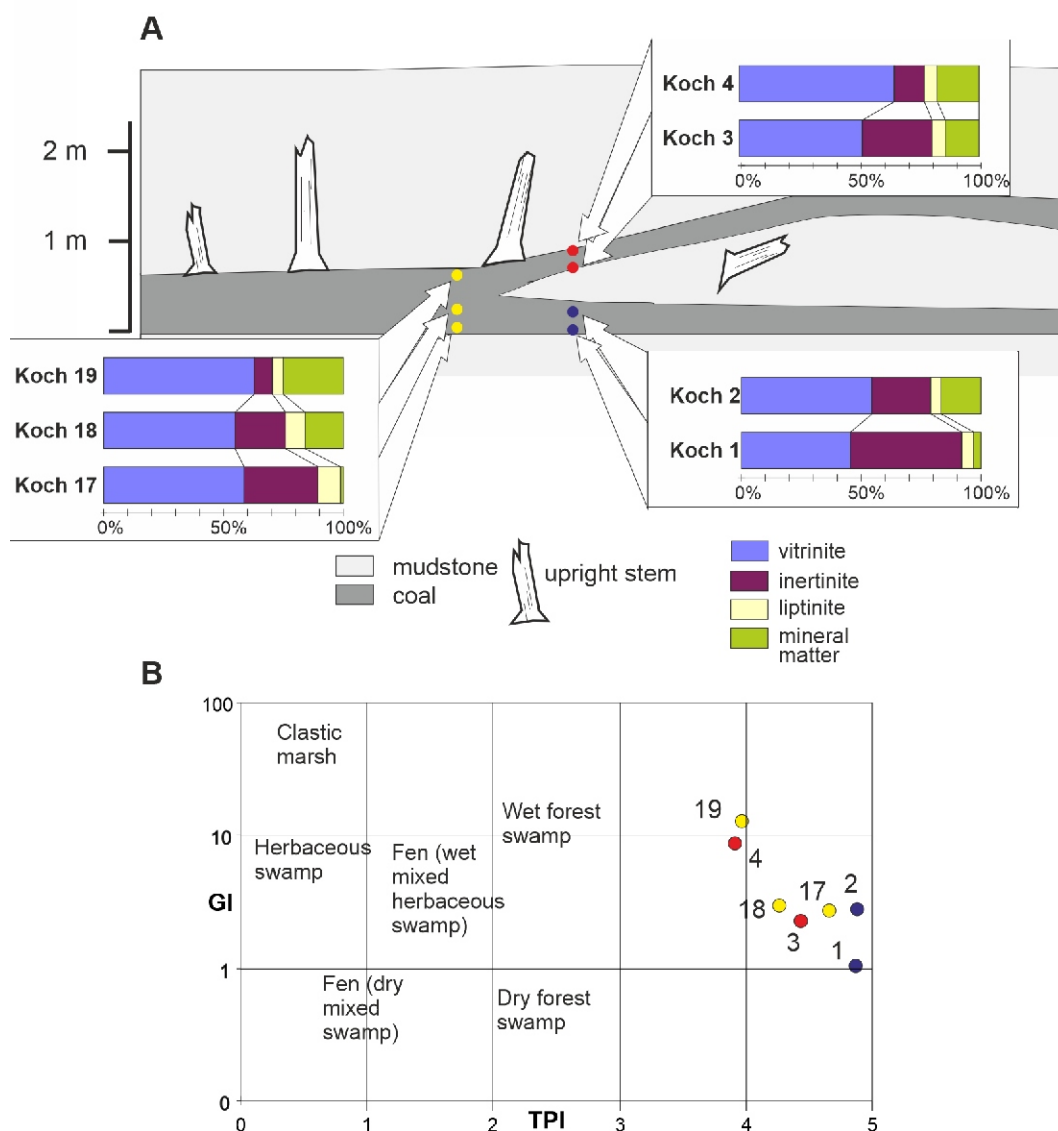 A
2 m
1 m
Koch 4
Koch 3
0% 50% 100%
Koch 19
Koch 18
Koch 17
0% 50% 100%
Koch 2
Koch 1
0% 50% 100%
mudstone
coal
upright stem
vitrinite
inertinite
liptinite
mineral
matter
B
100
10
GI
1
0
Clastic
marsh
Herbaceous
swamp
Fen (wet
mixed
herbaceous
swamp)
Wet forest
swamp
Fen (dry
mixed
swamp)
Dry forest
swamp
19
4
18
17
2
3
1
0 1 2 3 4 5
TPI